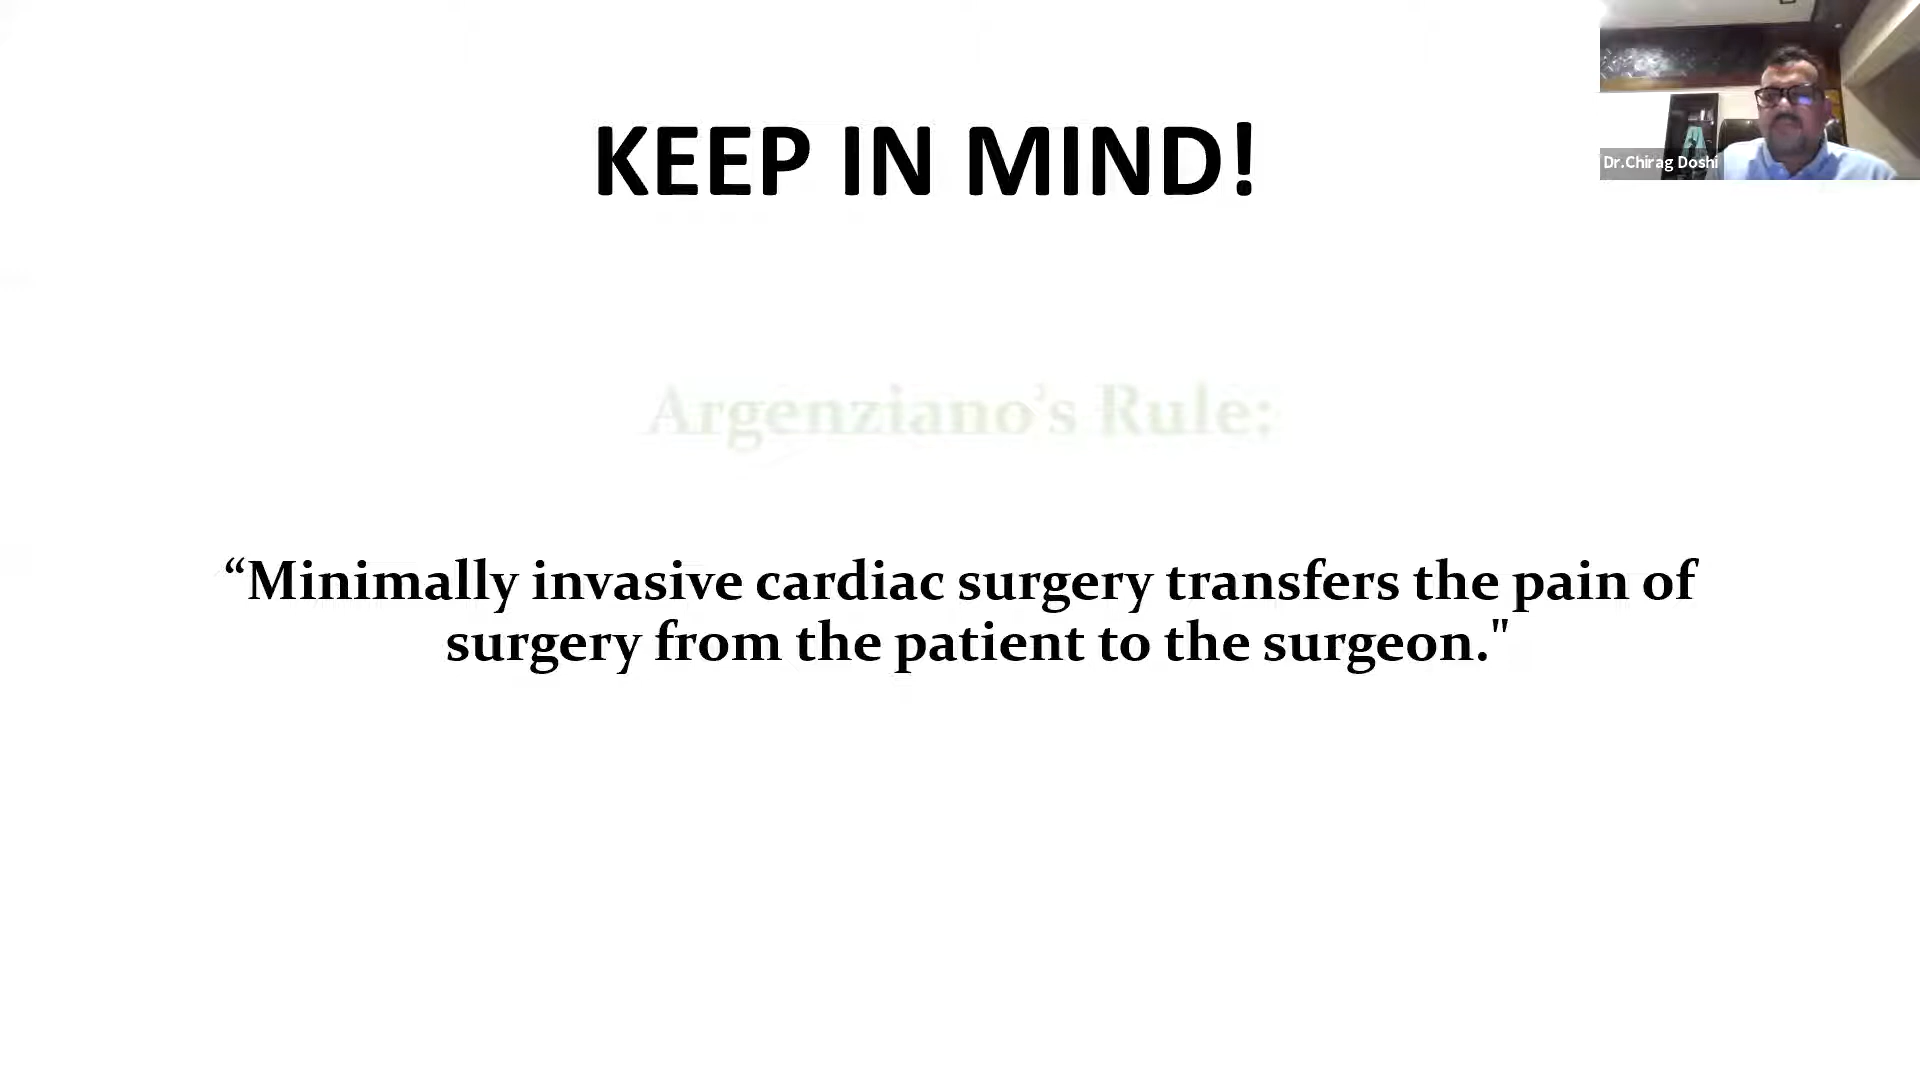 KEEP IN MIND!
Dr.Chirag Doshi
Argenziano's Rule:
“Minimally invasive cardiac surgery transfers the pain of
surgery from the patient to the surgeon."